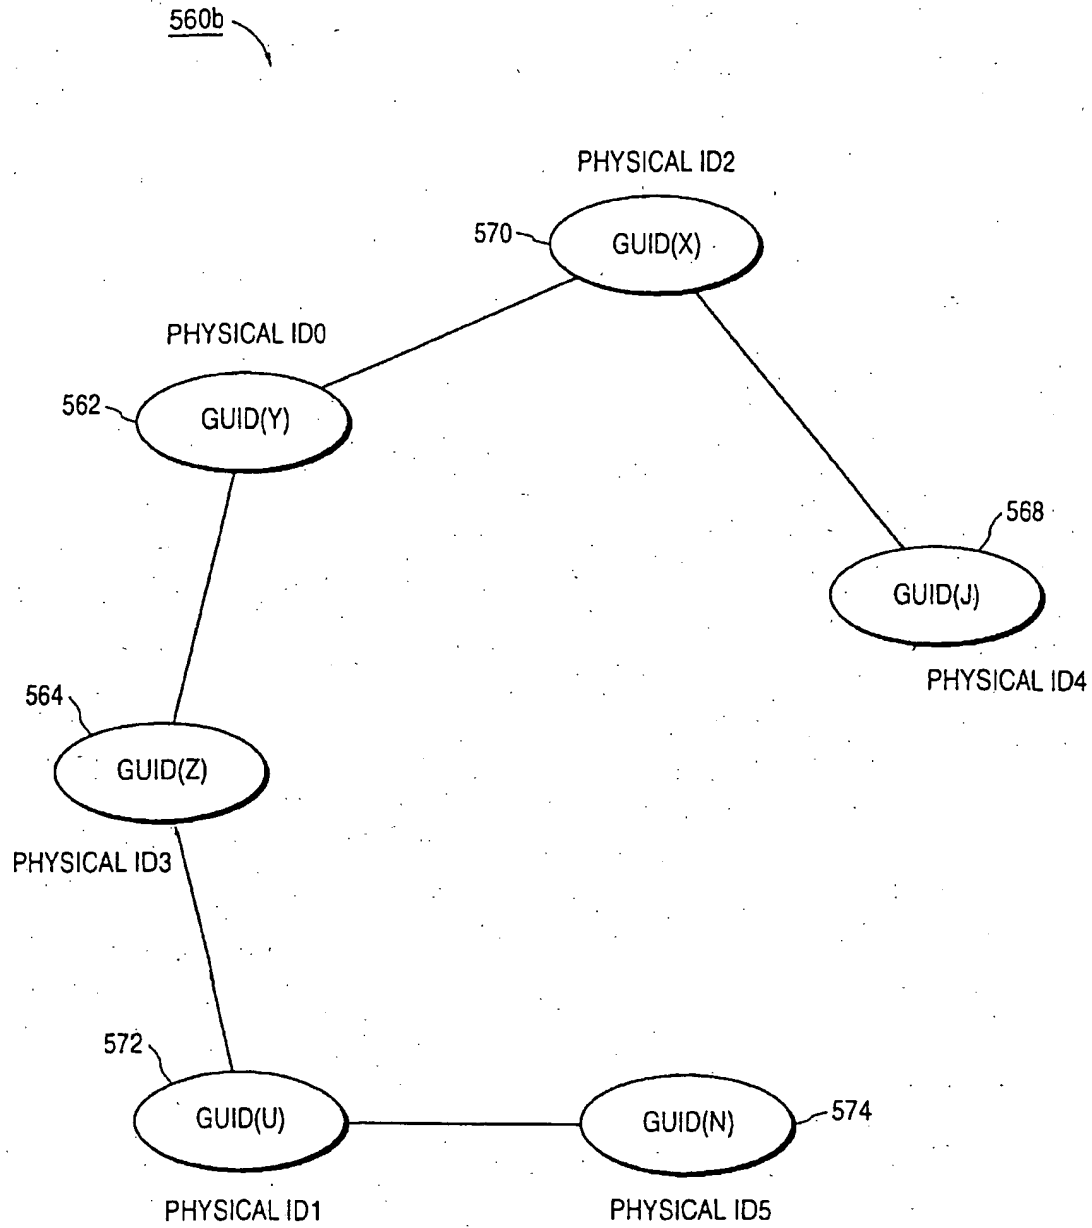 560b
PHYSICAL ID2
570
GUID(X)
PHYSICAL ID0
562
GUID(Y)
568
GUID(J)
PHYSICAL ID4
564
GUID(Z)
PHYSICAL ID3
572
GUID(U)
GUID(N)
574
PHYSICAL ID1
PHYSICAL ID5